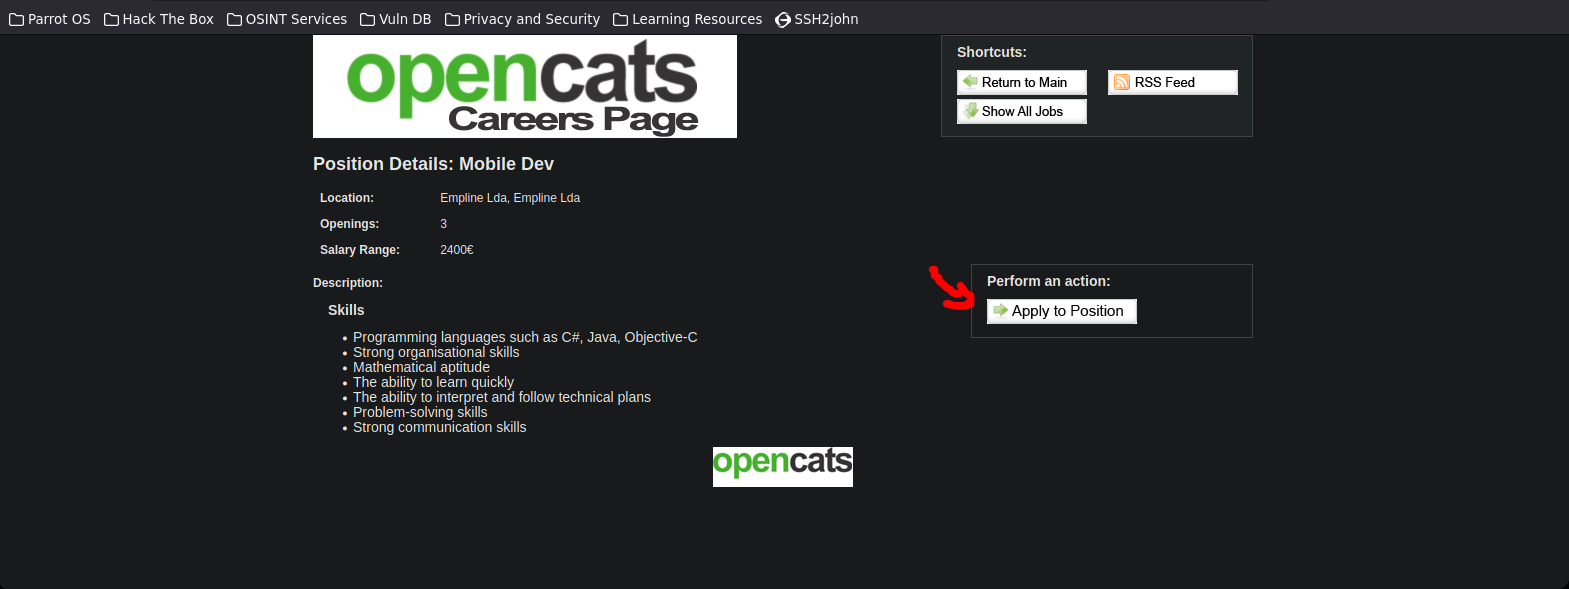 Parrot OS Hack The Box OSINT Services Vuln DB Privacy and Security Learning Resources SSH2john
opencats
Careers Page
Shortcuts:
Return to Main RSS Feed
Show All Jobs
Position Details: Mobile Dev
Location: Empline Lda, Empline Lda
Openings: 3
Salary Range: 2400€
Description:
Perform an action:
Apply to Position
Skills
• Programming languages such as C#, Java, Objective-C
• Strong organisational skills
• Mathematical aptitude
• The ability to learn quickly
• The ability to interpret and follow technical plans
• Problem-solving skills
• Strong communication skills
opencats